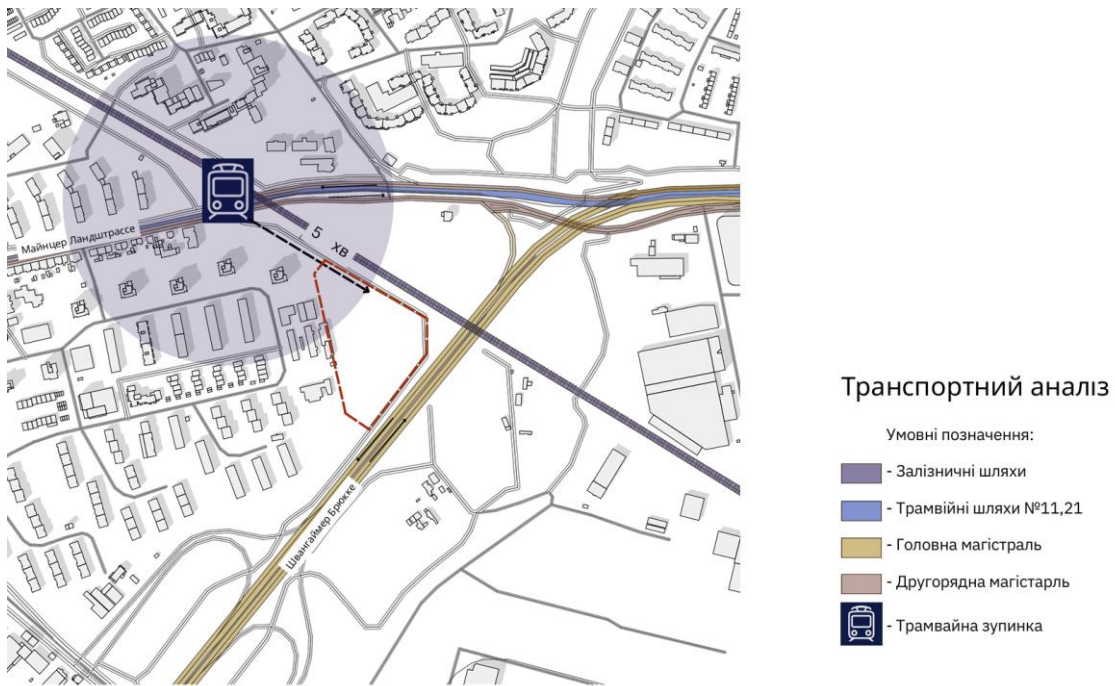 5 хв
Майнцер Ландштрассе
Швангаймер Брюкке
Транспортний аналіз
Умовні позначення:
- Залізничні шляхи
- Трамвійні шляхи №11,21
- Головна магістраль
- Другорядна магістарль
- Трамвайна зупинка